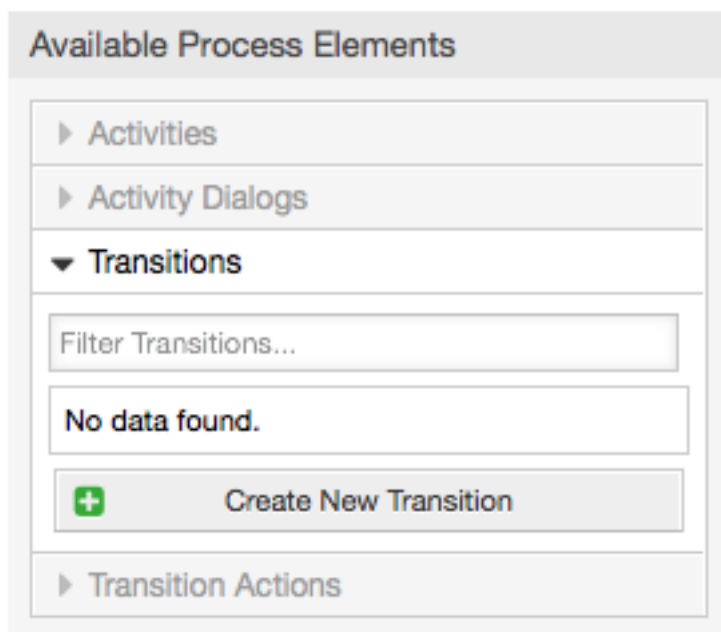 Available Process Elements
Activities
Activity Dialogs
Transitions
Filter Transitions...
No data found.
Create New Transition
Transition Actions